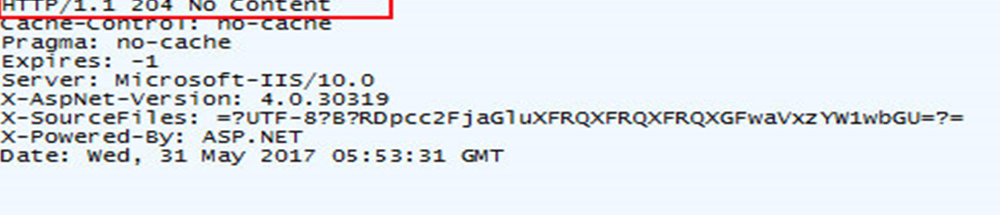 HTTP/1.1 204 No Content
Cache-Control: no-cache
Pragma: no-cache
Expires: -1
Server: Microsoft-IIS/10.0
X-AspNet-Version: 4.0.30319
X-SourceFiles: =?UTF-8?B?RDpcc2FjaGluXFRQXFRQXFRQXGFwaVxzYW1wbGU=?=
X-Powered-By: ASP.NET
Date: Wed, 31 May 2017 05:53:31 GMT